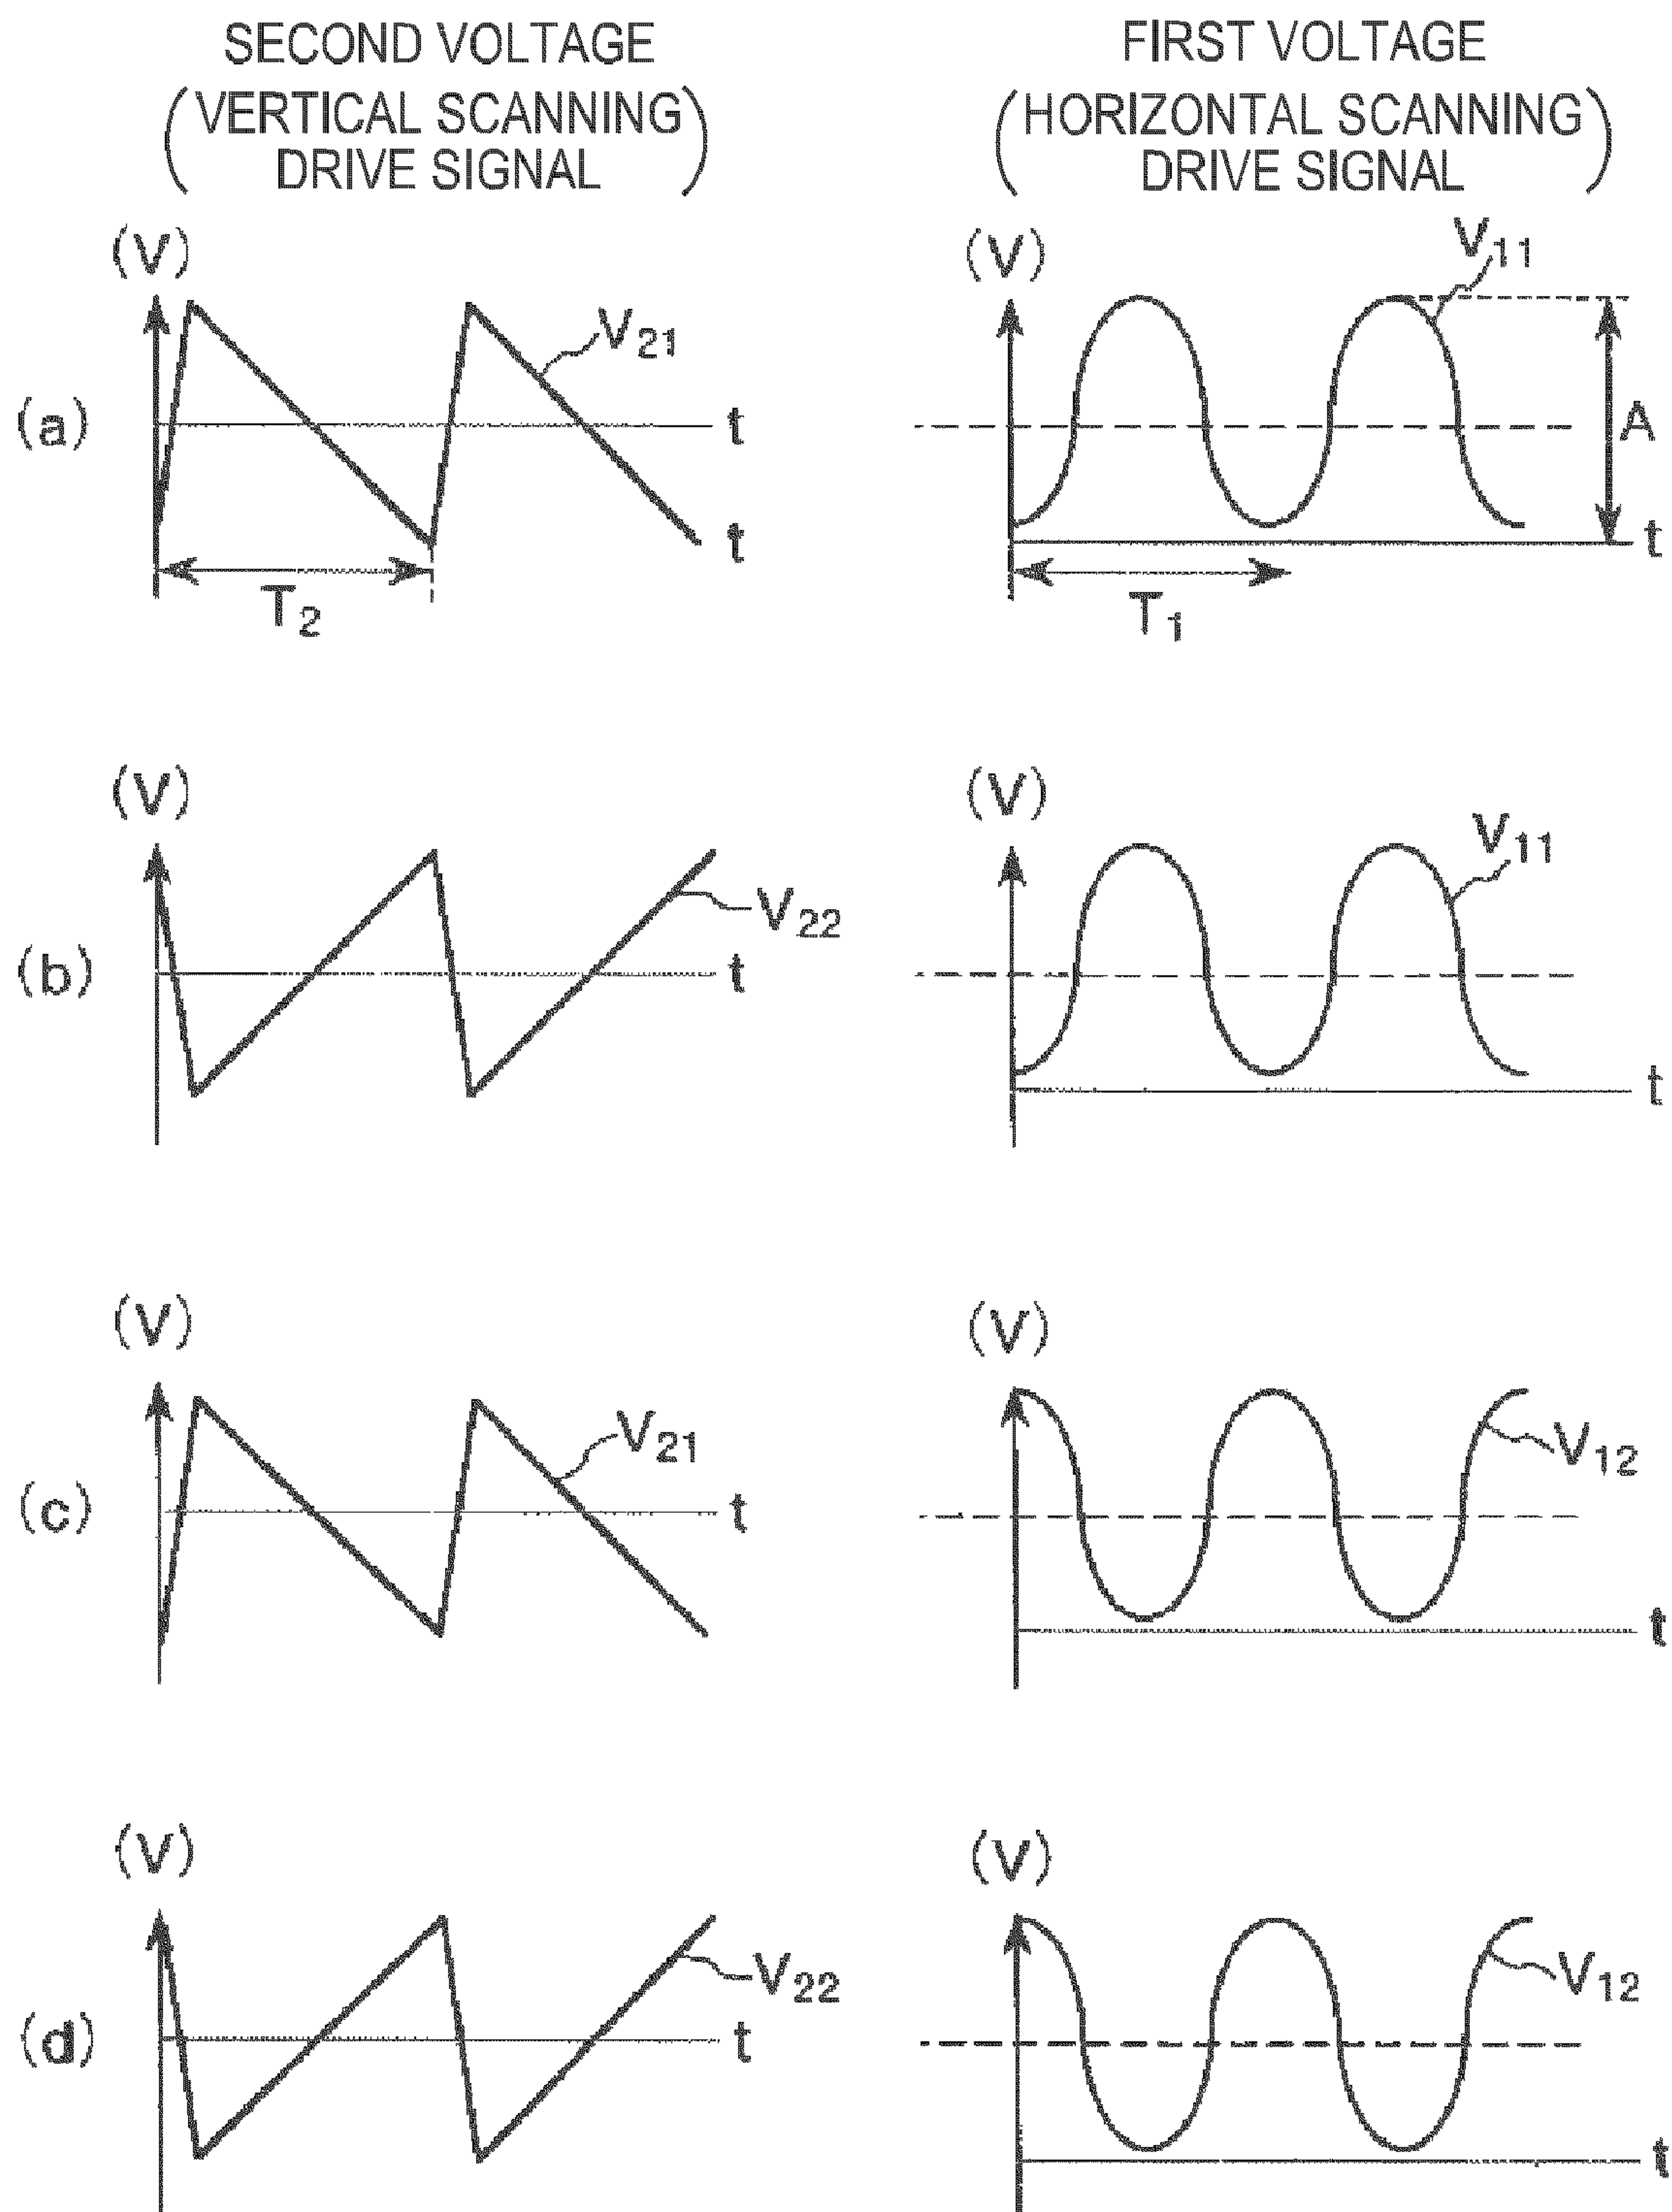 SECOND VOLTAGE
(VERTICAL SCANNING
DRIVE SIGNAL)
FIRST VOLTAGE
(HORIZONTAL SCANNING
DRIVE SIGNAL)
(a)
(V)
V21
t
t
T2
(V)
V11
A
t
T1
(b)
(V)
V22
t
(V)
V11
t
(c)
(V)
V21
t
(V)
V12
t
(d)
(V)
V22
t
(V)
V12
t